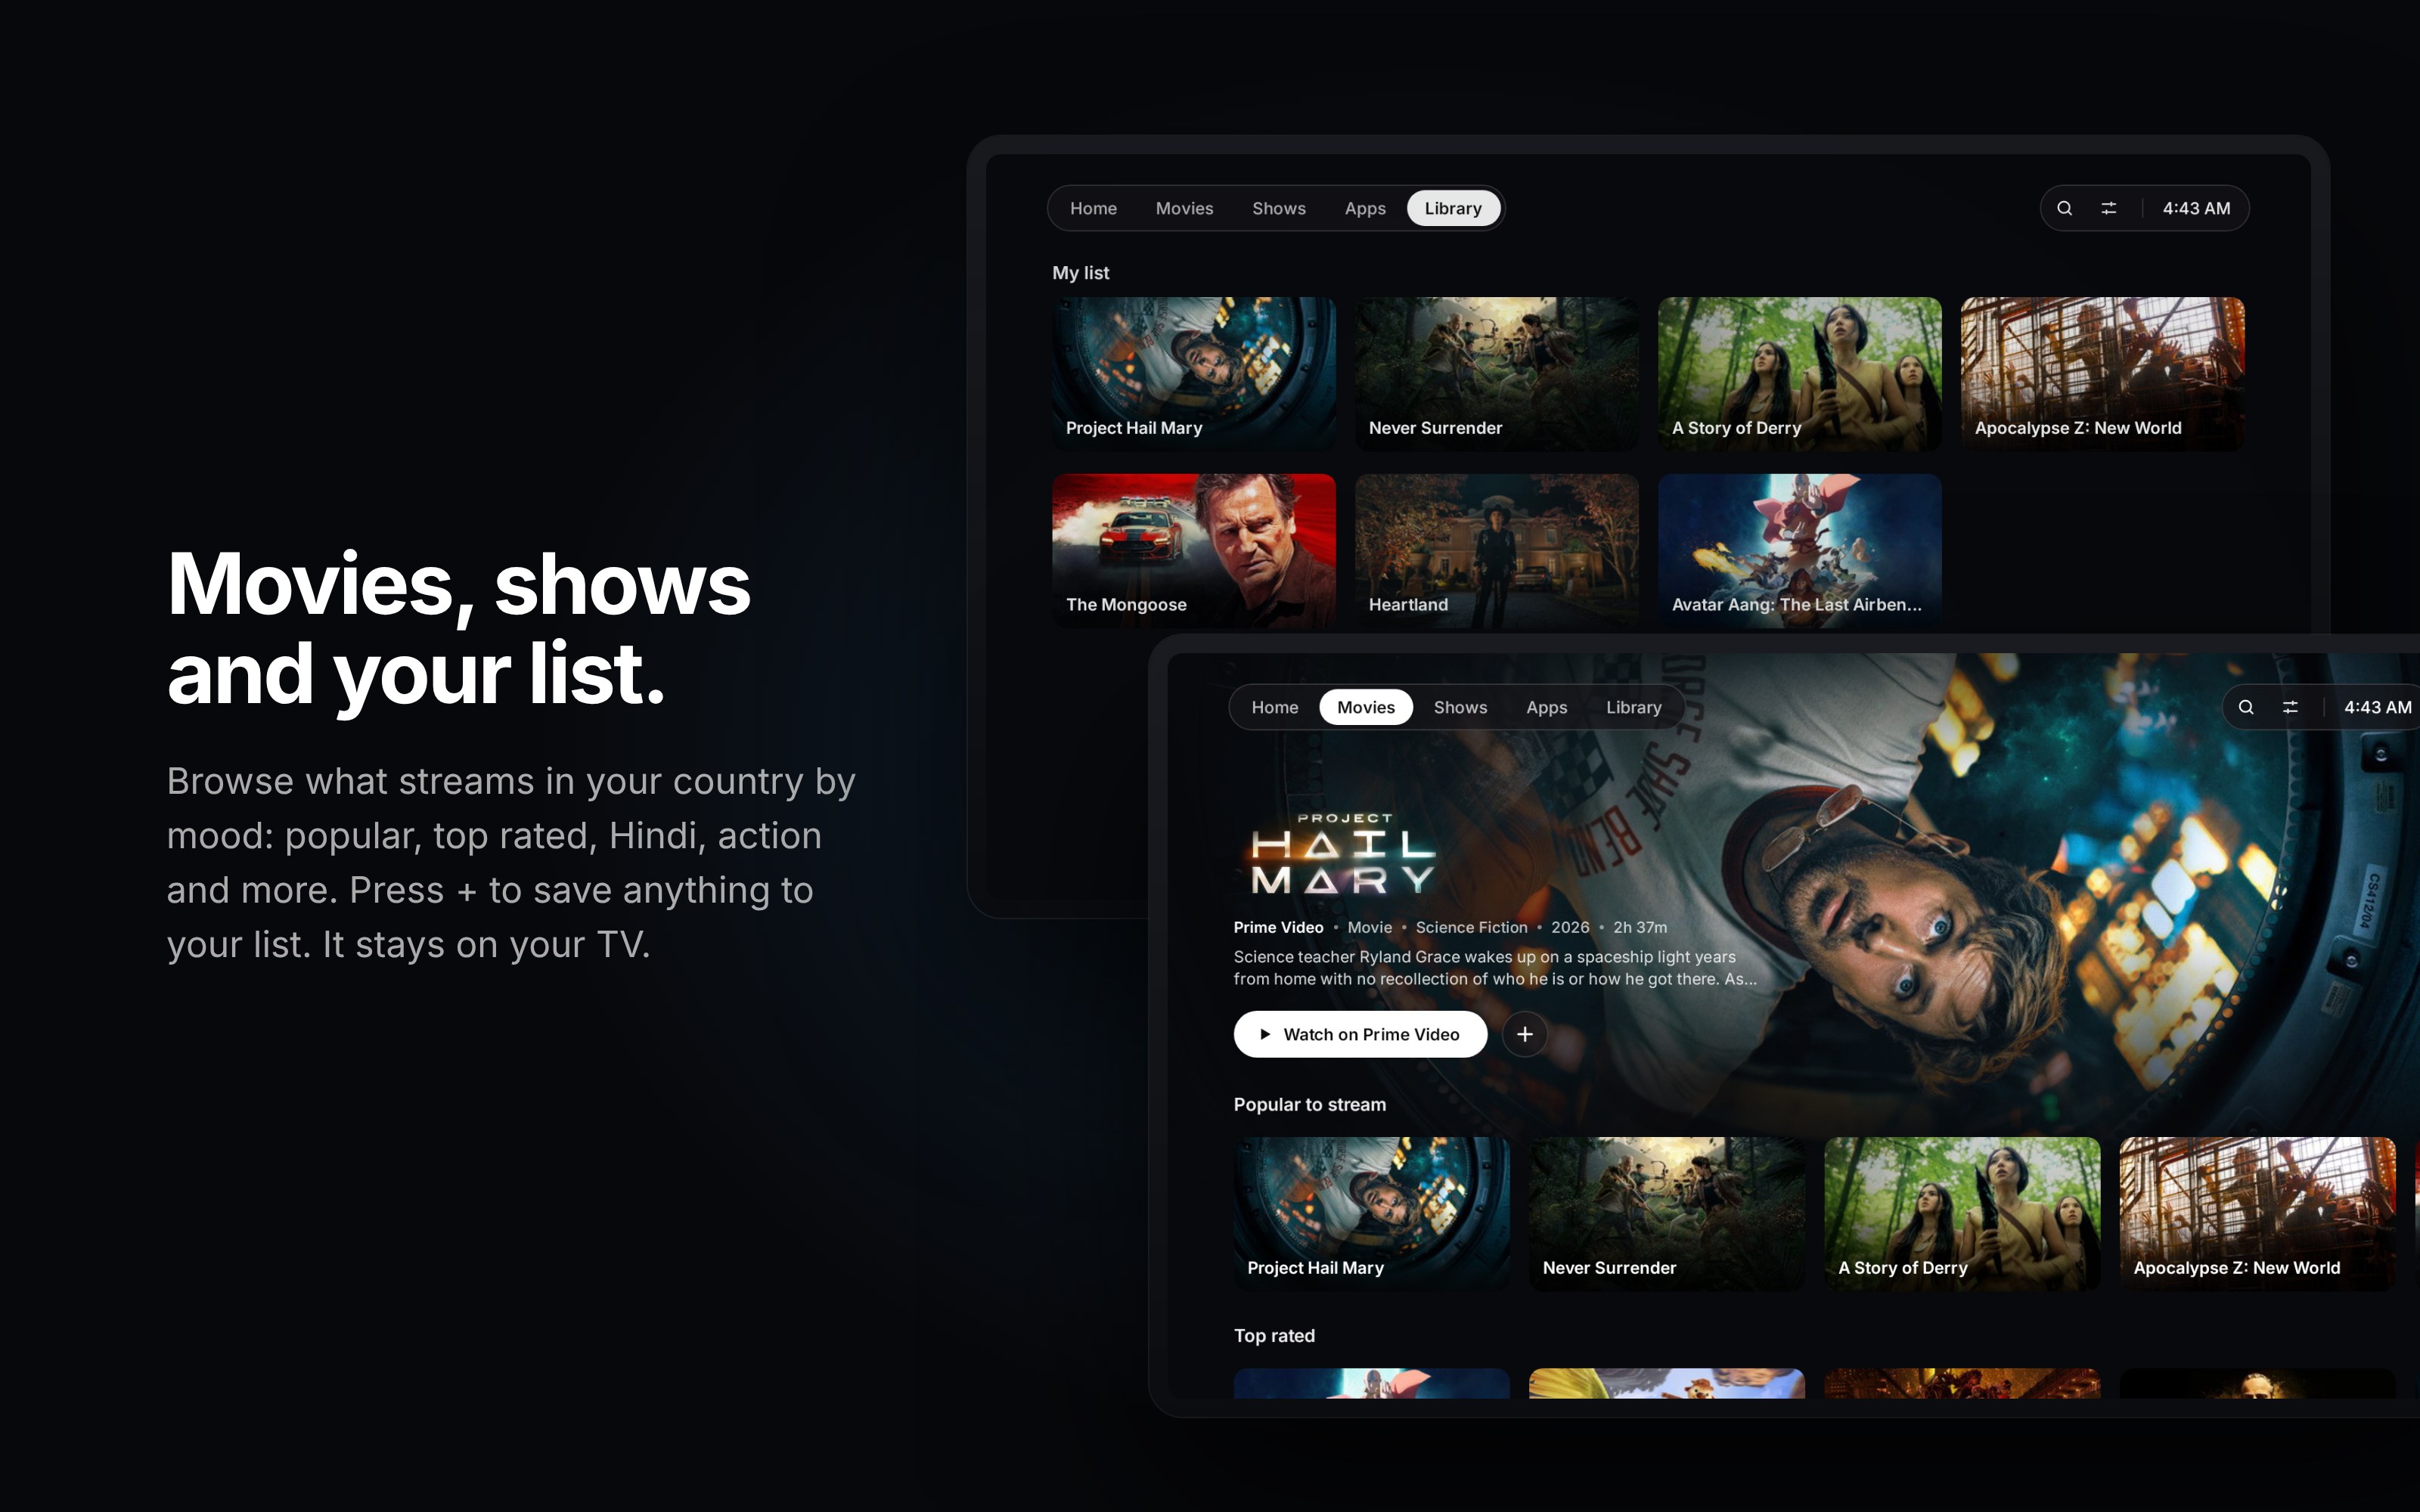 Movies, shows
and your list.
Browse what streams in your country by
mood: popular, top rated, Hindi, action
and more. Press + to save anything to
your list. It stays on your TV.
Home Movies Shows Apps Library
4:43 AM
My list
Project Hail Mary
Never Surrender
A Story of Derry
Apocalypse Z: New World
The Mongoose
Heartland
Avatar Aang: The Last Airben...
Home Movies Shows Apps Library
4:43 AM
PROJECT
HAIL
MARY
Prime Video • Movie • Science Fiction • 2026 • 2h 37m
Science teacher Ryland Grace wakes up on a spaceship light years
from home with no recollection of who he is or how he got there. As...
Watch on Prime Video
+
CS412/04
Popular to stream
Project Hail Mary
Never Surrender
A Story of Derry
Apocalypse Z: New World
Top rated